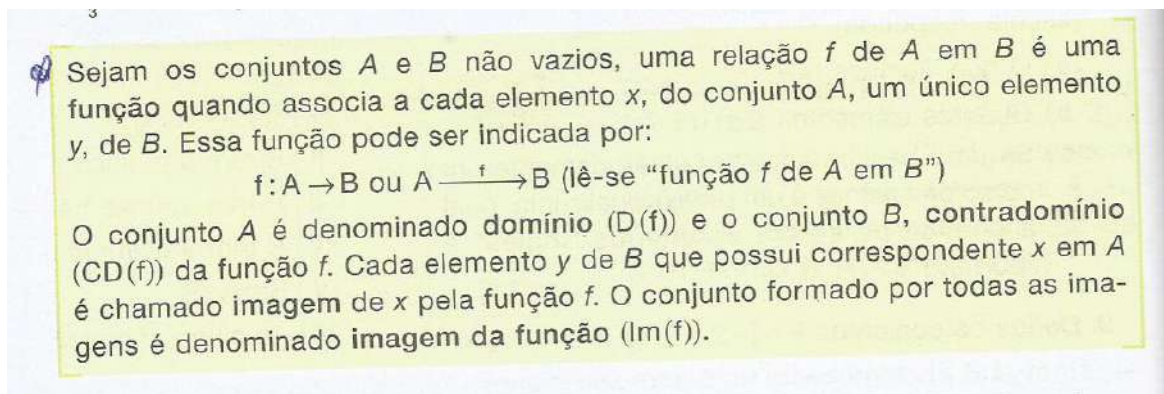 3
Sejam os conjuntos A e B não vazios, uma relação f de A em B é uma
função quando associa a cada elemento x, do conjunto A, um único elemento
y, de B. Essa função pode ser indicada por:
f: A → B ou A —f→ B (lê-se “função f de A em B”)
O conjunto A é denominado domínio (D(f)) e o conjunto B, contradomínio
(CD(f)) da função f. Cada elemento y de B que possui correspondente x em A
é chamado imagem de x pela função f. O conjunto formado por todas as ima-
gens é denominado imagem da função (Im(f)).